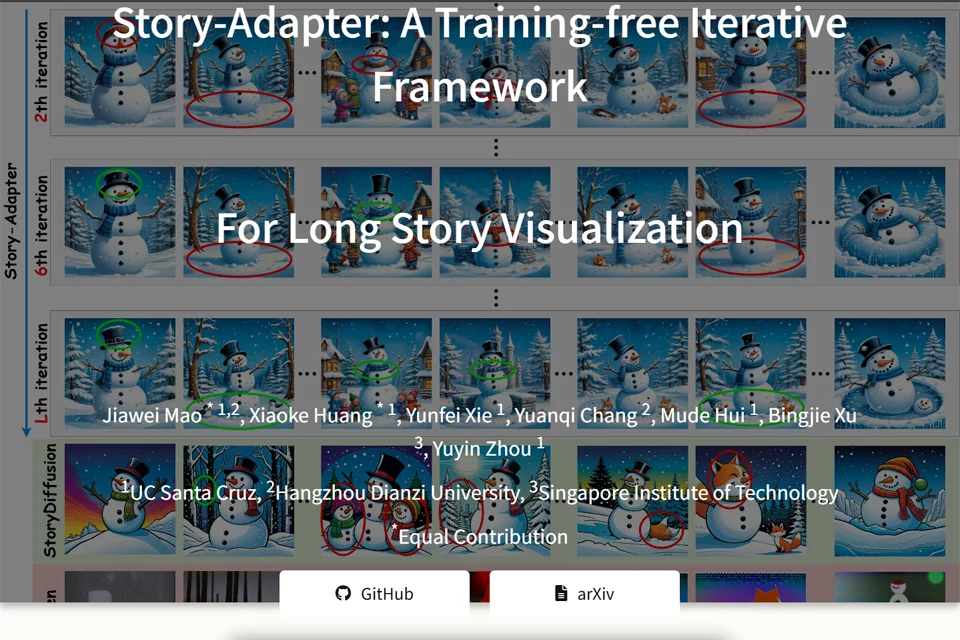 Story-Adapter: A Training-free Iterative
Framework
For Long Story Visualization
Jiawei Mao * 1,2, Xiaoke Huang * 1, Yunfei Xie 1, Yuanqi Chang 2, Mude Hui 1, Bingjie Xu
3, Yuyin Zhou 1
1UC Santa Cruz, 2Hangzhou Dianzi University, 3Singapore Institute of Technology
*Equal Contribution
GitHub
arXiv
Story-Adapter
2th iteration
6th iteration
Lth iteration
StoryDiffusion